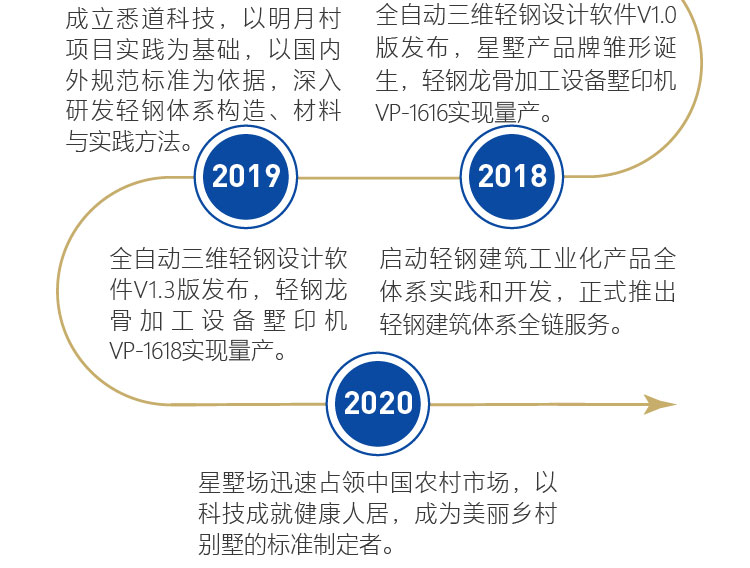 成立悉道科技，以明月村
项目实践为基础，以国内
外规范标准为依据，深入
研发轻钢体系构造、材料
与实践方法。
全自动三维轻钢设计软件V1.0
版发布，星墅产品牌雏形诞
生，轻钢龙骨加工设备墅印机
VP-1616实现量产。
2019
2018
全自动三维轻钢设计软
件V1.3版发布，轻钢龙
骨加工设备墅印机
VP-1618实现量产。
启动轻钢建筑工业化产品全
体系实践和开发，正式推出
轻钢建筑体系全链服务。
2020
星墅场迅速占领中国农村市场，以
科技成就健康人居，成为美丽乡村
别墅的标准制定者。